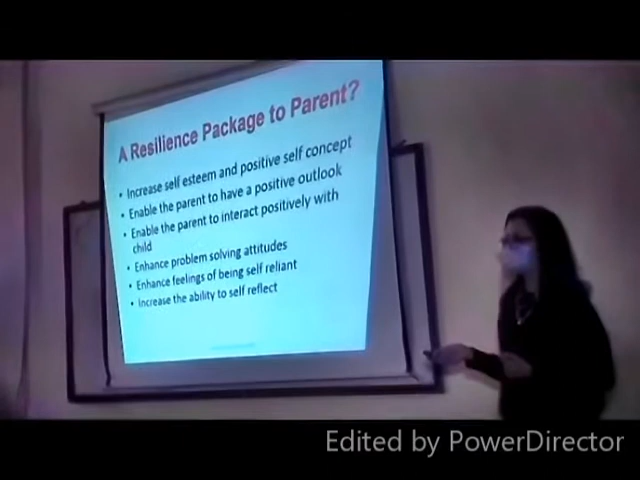 A Resilience Package to Parent?
• Increase self esteem and positive self concept
• Enable the parent to have a positive outlook
• Enable the parent to interact positively with
child
• Enhance problem solving attitudes
• Enhance feelings of being self reliant
• Increase the ability to self reflect
Edited by PowerDirector